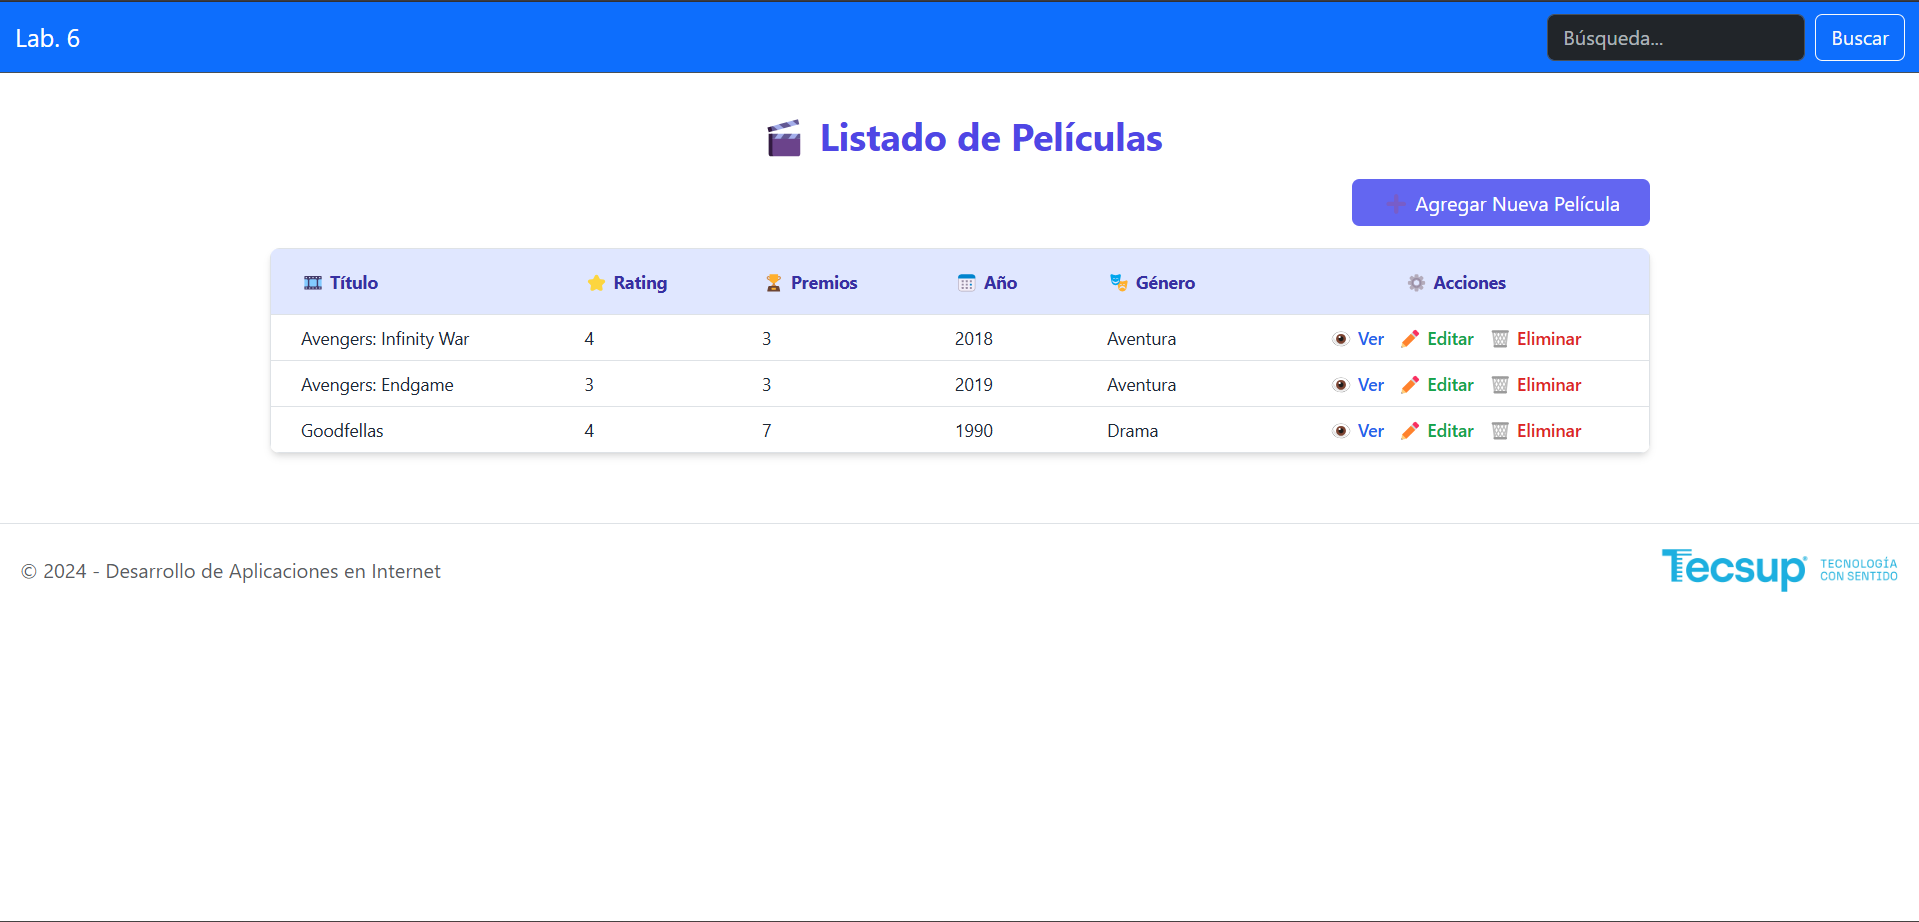 Lab. 6
Búsqueda...
Buscar
Listado de Películas
Agregar Nueva Película
Título Rating Premios Año Género Acciones
Avengers: Infinity War 4 3 2018 Aventura Ver Editar Eliminar
Avengers: Endgame 3 3 2019 Aventura Ver Editar Eliminar
Goodfellas 4 7 1990 Drama Ver Editar Eliminar
© 2024 - Desarrollo de Aplicaciones en Internet
Tecsup
TECNOLOGÍA
CON SENTIDO